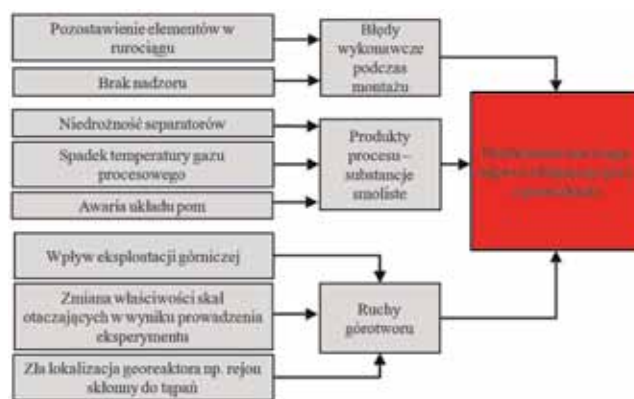 Pozostawienie elementów w
rurociągu
Brak nadzoru
Błędy
wykonawcze
podczas
montażu
Niedrożność separatorów
Spadek temperatury gazu
procesowego
Awaria układu pom
Produkty
procesu –
substancje
smoliste
Wpływ eksploatacji górniczej
Zmiana właściwości skał
otaczających w wyniku prowadzenia
eksperymentu
Zła lokalizacja georeaktora np. rejon
skłonny do tąpań
Ruchy
górotworu